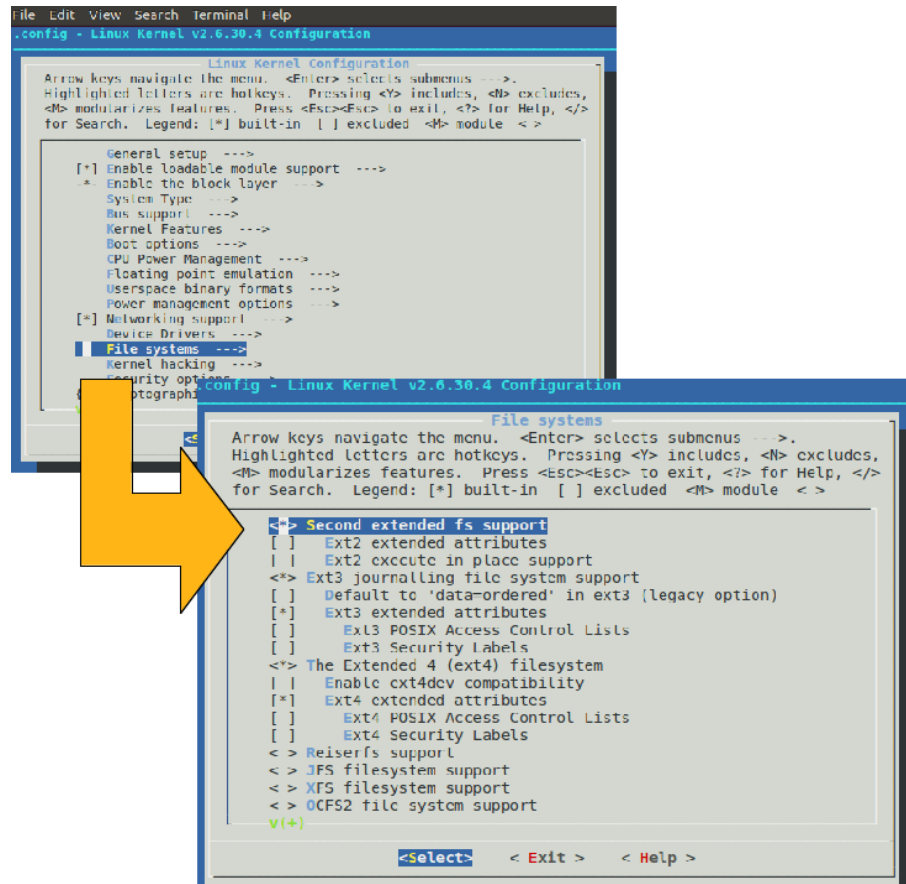 File Edit View Search Terminal Help
.config - Linux Kernel v2.6.30.4 Configuration
Linux Kernel Configuration
Arrow keys navigate the menu. <Enter> selects submenus --->.
Highlighted letters are hotkeys. Pressing <Y> includes, <N> excludes,
<M> modularizes features. Press <Esc><Esc> to exit, <?> for Help, </>
for Search. Legend: [*] built-in [ ] excluded <M> module < >
General setup --->
[*] Enable loadable module support --->
-*- Enable the block layer --->
System Type --->
Bus support --->
Kernel Features --->
Boot options --->
CPU Power Management --->
Floating point emulation --->
Userspace binary formats --->
Power management options --->
[*] Networking support --->
Device Drivers --->
File systems --->
Kernel hacking --->
.config - Linux Kernel v2.6.30.4 Configuration
File systems
Arrow keys navigate the menu. <Enter> selects submenus --->.
Highlighted letters are hotkeys. Pressing <Y> includes, <N> excludes,
<M> modularizes features. Press <Esc><Esc> to exit, <?> for Help, </>
for Search. Legend: [*] built-in [ ] excluded <M> module < >
<*> Second extended fs support
[ ] Ext2 extended attributes
[ ] Ext2 execute in place support
<*> Ext3 journalling file system support
[ ] Default to 'data=ordered' in ext3 (legacy option)
[*] Ext3 extended attributes
[ ] Ext3 POSIX Access Control Lists
[ ] Ext3 Security Labels
<*> The Extended 4 (ext4) filesystem
[ ] Enable ext4dev compatibility
[*] Ext4 extended attributes
[ ] Ext4 POSIX Access Control Lists
[ ] Ext4 Security Labels
< > Reiserfs support
< > JFS filesystem support
< > XFS filesystem support
< > OCFS2 file system support
v(+)
<Select> < Exit > < Help >